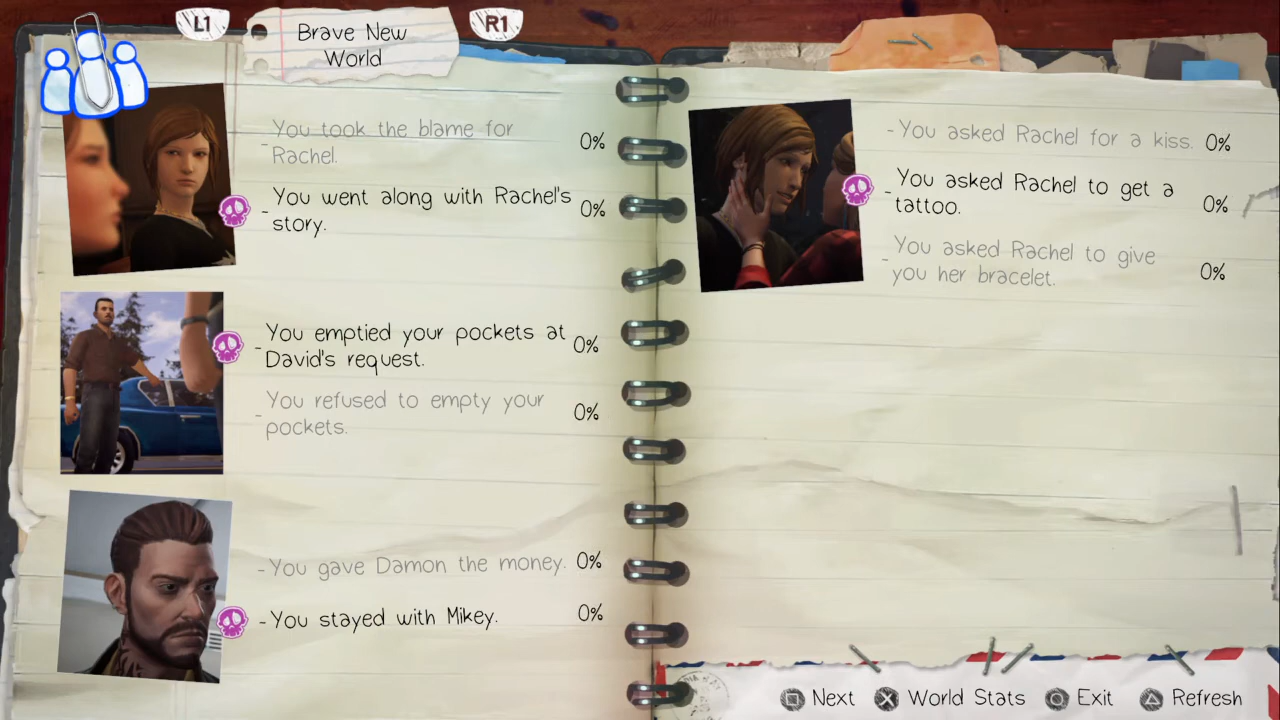 L1
Brave New
World
R1
You took the blame for
- Rachel.
0%
You went along with Rachel's
- story.
0%
You emptied your pockets at
- David's request.
0%
You refused to empty your
- pockets.
0%
-You gave Damon the money. 0%
-You stayed with Mikey. 0%
-You asked Rachel for a kiss. 0%
You asked Rachel to get a
- tattoo.
0%
You asked Rachel to give
- you her bracelet.
0%
Next World Stats Exit Refresh